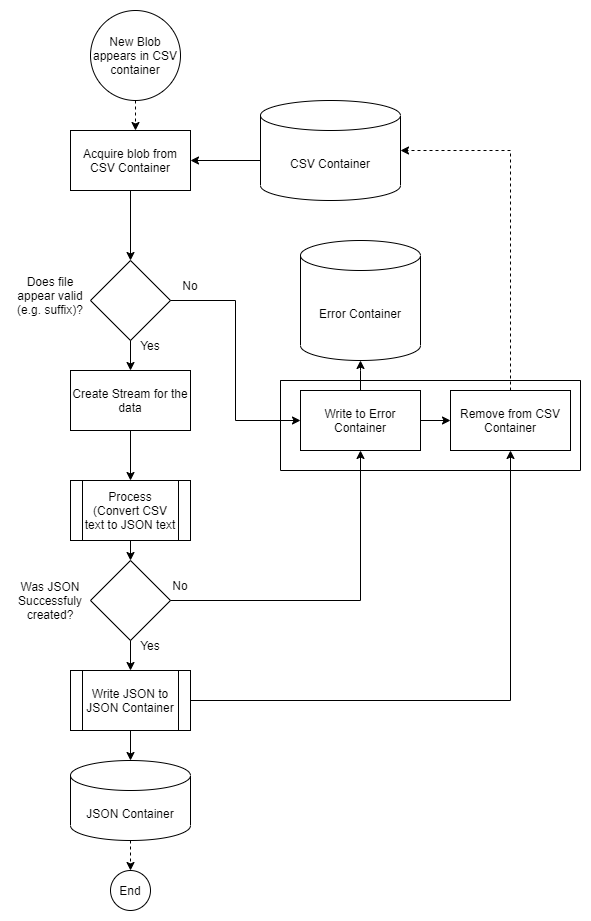 New Blob
appears in CSV
container
Acquire blob from
CSV Container
CSV Container
Does file
appear valid
(e.g. suffix)?
No
Yes
Error Container
Create Stream for the
data
Write to Error
Container
Remove from CSV
Container
Process
(Convert CSV
text to JSON text
Was JSON
Successfuly
created?
No
Yes
Write JSON to
JSON Container
JSON Container
End